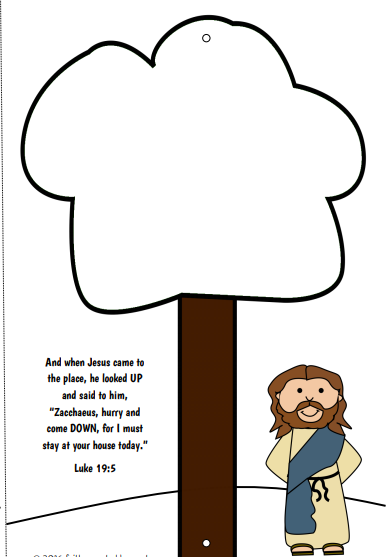 And when Jesus came to
the place, he looked UP
and said to him,
"Zacchaeus, hurry and
come DOWN, for I must
stay at your house today."
Luke 19:5